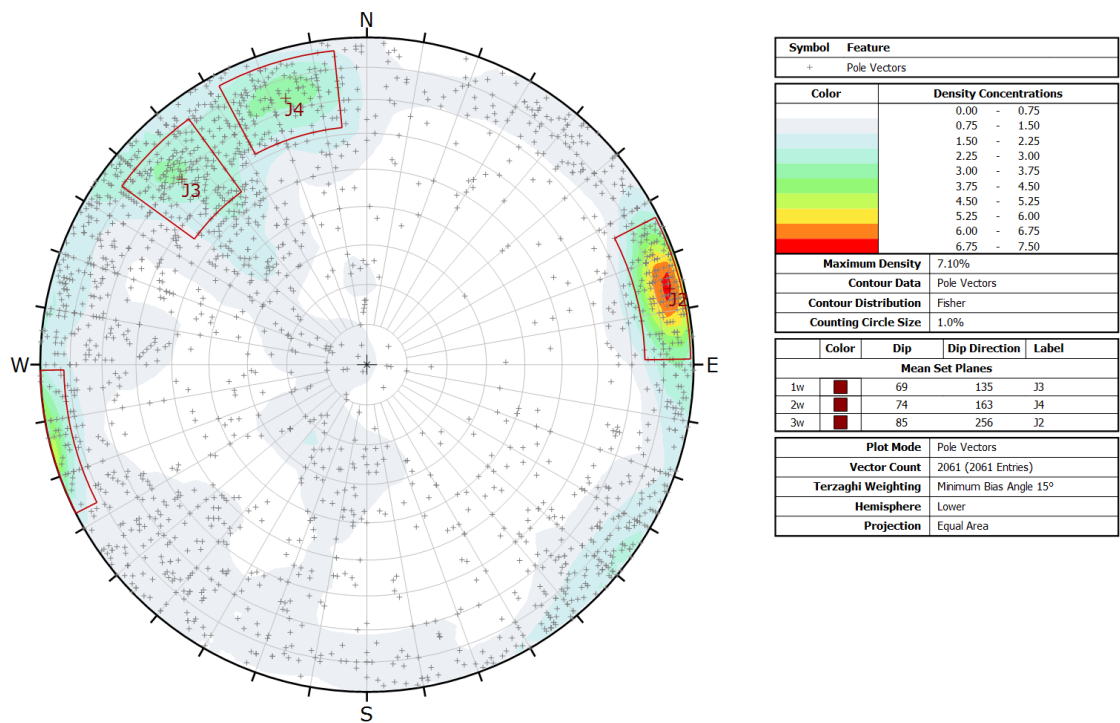 N
J4
J3
J2
W
E
S
Symbol Feature
+ Pole Vectors
Color Density Concentrations
0.00 - 0.75
0.75 - 1.50
1.50 - 2.25
2.25 - 3.00
3.00 - 3.75
3.75 - 4.50
4.50 - 5.25
5.25 - 6.00
6.00 - 6.75
6.75 - 7.50
Maximum Density 7.10%
Contour Data Pole Vectors
Contour Distribution Fisher
Counting Circle Size 1.0%
Color Dip Dip Direction Label
Mean Set Planes
1w 69 135 J3
2w 74 163 J4
3w 85 256 J2
Plot Mode Pole Vectors
Vector Count 2061 (2061 Entries)
Terzaghi Weighting Minimum Bias Angle 15°
Hemisphere Lower
Projection Equal Area